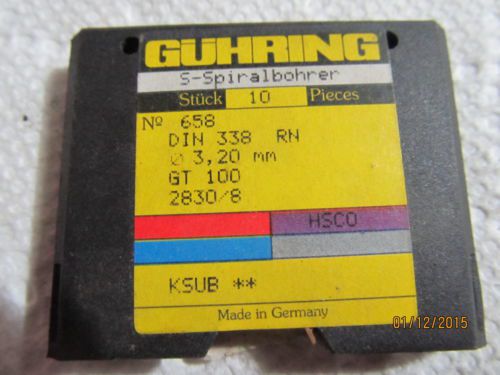 GÜHRING
S-Spiralbohrer
Stück 10 Pieces
Nº 658
DIN 338 RN
∅ 3,20 mm
GT 100
2830/8
HSCO
KSUB **
Made in Germany
01/12/2015